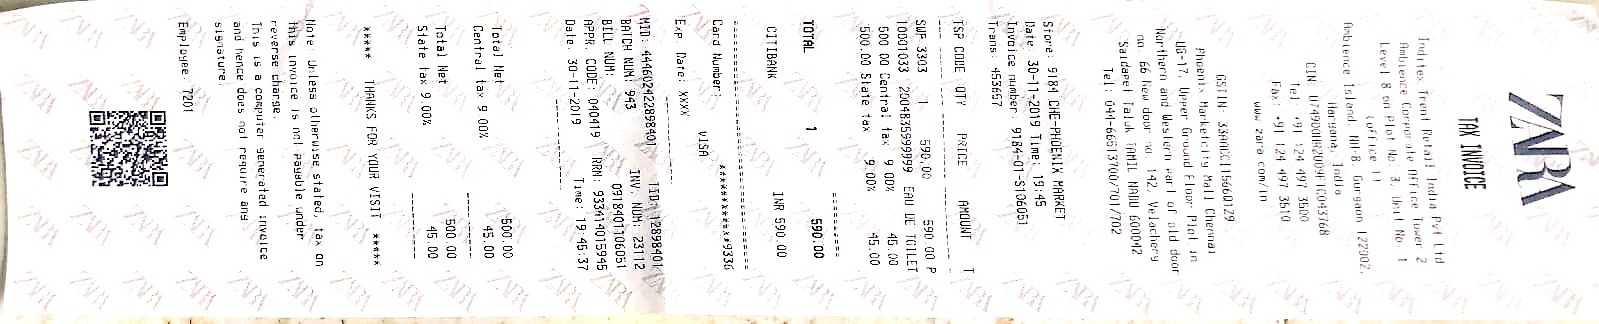 ZARA
TAX INVOICE
Inditex Trent Retail India Pvt Ltd
Ambience Corporate Office Tower 2
Level 8 on Plot No 3, Unit No. 1
(office 1)
Ambience Island, NH-8, Gurgaon 122002,
Haryana, India
CIN: U74900HR2009FTC043768
Tel: +91 124 497 3500
Fax: +91 124 497 3610
www.zara.com/in
GSTIN: 33AACCI1566D1Z9
Phoenix Marketcity Mall Chennai
UG-17, Upper Ground Floor Plot in
Northern and Western part of old door
no. 66 New door no. 142, Velachery
Saidapet Taluk TAMIL NADU 600042
Tel.: 044-66513700/701/702
Store: 9184 CNE-PHOENIX MARKET
Date: 30-11-2019 Time: 19:45
Invoice number: 9184-01-S106051
Trans: 453657
TSP CODE QTY PRICE AMOUNT T
SWP 3303 1 590.00 590.00 P
T0001033 20048359999999 EAU DE TOILET
500.00 Central tax 9.00% 45.00
500.00 State tax 9.00% 45.00
TOTAL 1 590.00
CITIBANK INR 590.00
VISA
Card Number: ************9336
Exp Date: XXXX
MID: 444602422898401 TID: 12898401
BATCH NUM: 943 INV. NUM: 23112
BILL NUM: 09184011060051
APPR. CODE: 040419 RRN: 933414015945
Date: 30-11-2019 Time: 19:45:37
Total Net 500.00
Central tax 9.00% 45.00
Total Net 500.00
State tax 9.00% 45.00
***** THANKS FOR YOUR VISIT *****
Note: Unless otherwise stated, tax on
this invoice is not payable under
reverse charge.
This is a computer generated invoice
and hence does not require any
signature.
Employee: 7201